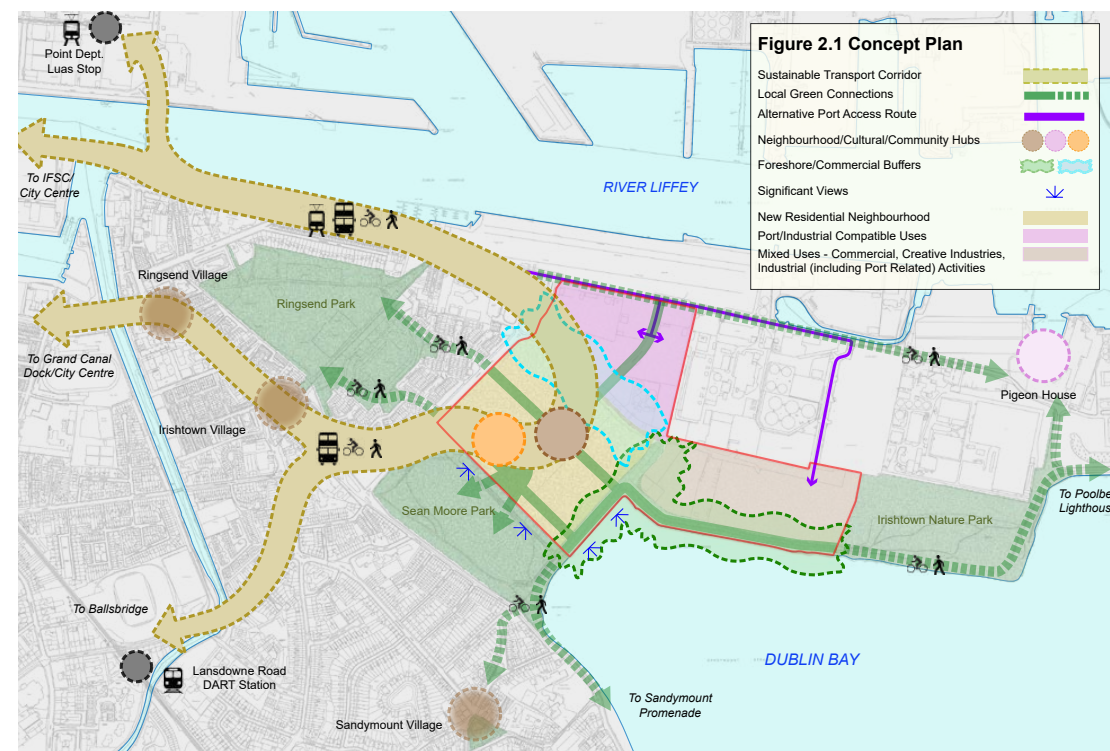 Point Dept.
Luas Stop
Figure 2.1 Concept Plan
Sustainable Transport Corridor
Local Green Connections
Alternative Port Access Route
Neighbourhood/Cultural/Community Hubs
Foreshore/Commercial Buffers
Significant Views
New Residential Neighbourhood
Port/Industrial Compatible Uses
Mixed Uses - Commercial, Creative Industries,
Industrial (including Port Related) Activities
To IFSC/
City Centre
RIVER LIFFEY
Ringsend Village
Ringsend Park
To Grand Canal
Dock/City Centre
Pigeon House
Irishtown Village
Sean Moore Park
Irishtown Nature Park
To Poolbe
Lighthous
To Ballsbridge
Lansdowne Road
DART Station
DUBLIN BAY
To Sandymount
Promenade
Sandymount Village